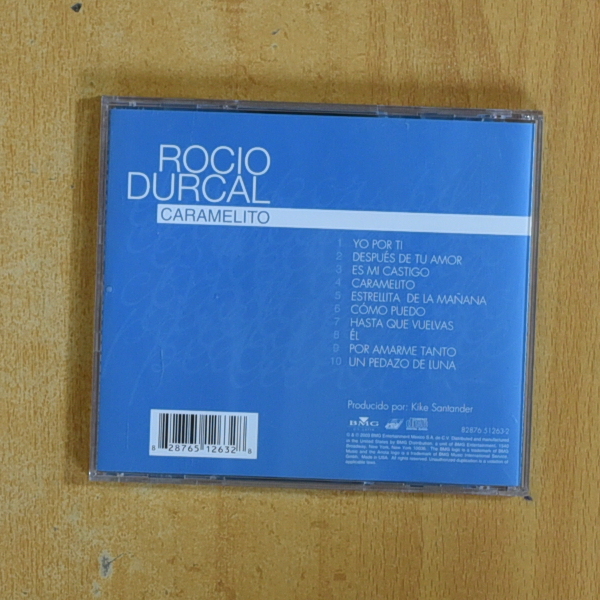 ROCIO
DURCAL
CARAMELITO
1 YO POR TI
2 DESPUÉS DE TU AMOR
3 ES MI CASTIGO
4 CARAMELITO
5 ESTRELLITA DE LA MAÑANA
6 CÓMO PUEDO
7 HASTA QUE VUELVAS
8 ÉL
9 POR AMARME TANTO
10 UN PEDAZO DE LUNA
Producido por: Kike Santander
BMG
82876 51263-2
8 28765 12632 8